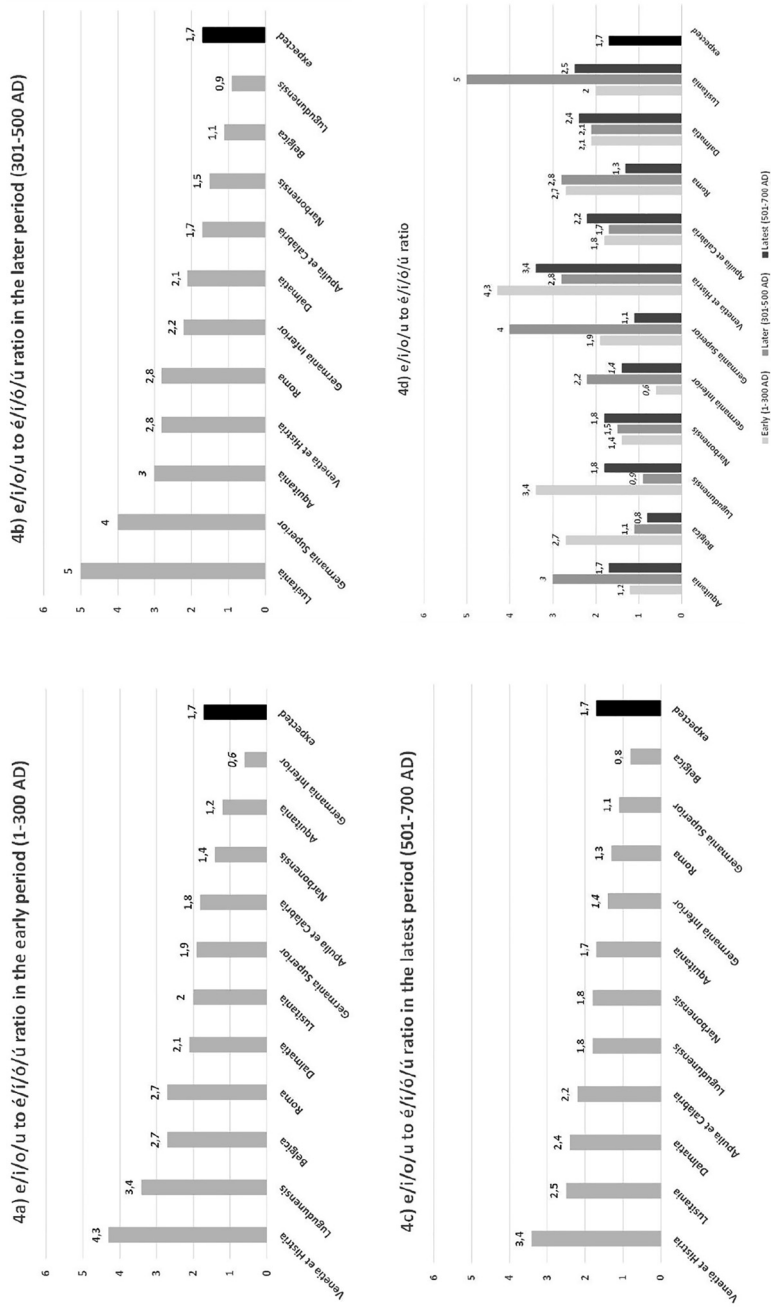 4a) e/i/o/u to é/í/ó/ú ratio in the early period (1-300 AD)
6
5
4
3
2
1
0
4,3
3,4
2,7
2,7
2,1
2
1,9
1,8
1,4
1,2
0,6
1,7
Venetia et Histria
Lugudunensis
Belgica
Roma
Dalmatia
Lusitania
Germania Superior
Apulia et Calabria
Narbonensis
Aquitania
Germania Inferior
expected
4b) e/i/o/u to é/í/ó/ú ratio in the later period (301-500 AD)
6
5
4
3
2
1
0
5
4
3
2,8
2,8
2,2
2,1
1,7
1,5
1,1
0,9
1,7
Lusitania
Germania Superior
Aquitania
Venetia et Histria
Roma
Germania Inferior
Dalmatia
Apulia et Calabria
Narbonensis
Belgica
Lugudunensis
expected
4c) e/i/o/u to é/í/ó/ú ratio in the latest period (501-700 AD)
6
5
4
3
2
1
0
3,4
2,5
2,4
2,2
1,8
1,8
1,7
1,4
1,3
1,1
0,8
1,7
Venetia et Histria
Lusitania
Dalmatia
Apulia et Calabria
Lugudunensis
Narbonensis
Aquitania
Germania Inferior
Roma
Germania Superior
Belgica
expected
4d) e/i/o/u to é/í/ó/ú ratio
6
5
4
3
2
1
0
1,2
3
1,7
2,7
1,1
0,8
3,4
0,9
1,8
1,4
1,5
1,8
0,6
2,2
1,4
1,9
4
1,1
4,3
2,8
3,4
1,8
1,7
2,2
2,7
2,8
1,3
2,1
2,1
2,4
2
5
2,5
1,7
Aquitania
Belgica
Lugudunensis
Narbonensis
Germania Inferior
Germania Superior
Venetia et Histria
Apulia et Calabria
Roma
Dalmatia
Lusitania
expected
Early (1-300 AD)
Later (301-500 AD)
Latest (501-700 AD)